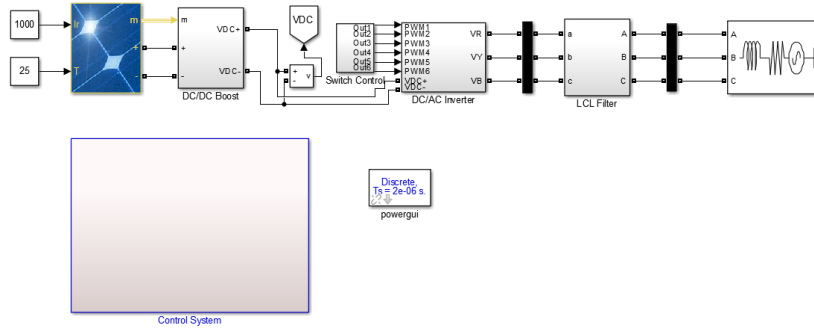 1000
Ir
m
25
T
+
-
m
+
-
VDC+
VDC-
DC/DC Boost
VDC
+
-
v
Out1
Out2
Out3
Out4
Out5
Out6
Switch Control
PWM1
PWM2
PWM3
PWM4
PWM5
PWM6
VDC+
VDC-
VR
VY
VB
DC/AC Inverter
a
b
c
A
B
C
LCL Filter
A
B
C
Discrete,
Ts = 2e-06 s.
powergui
Control System